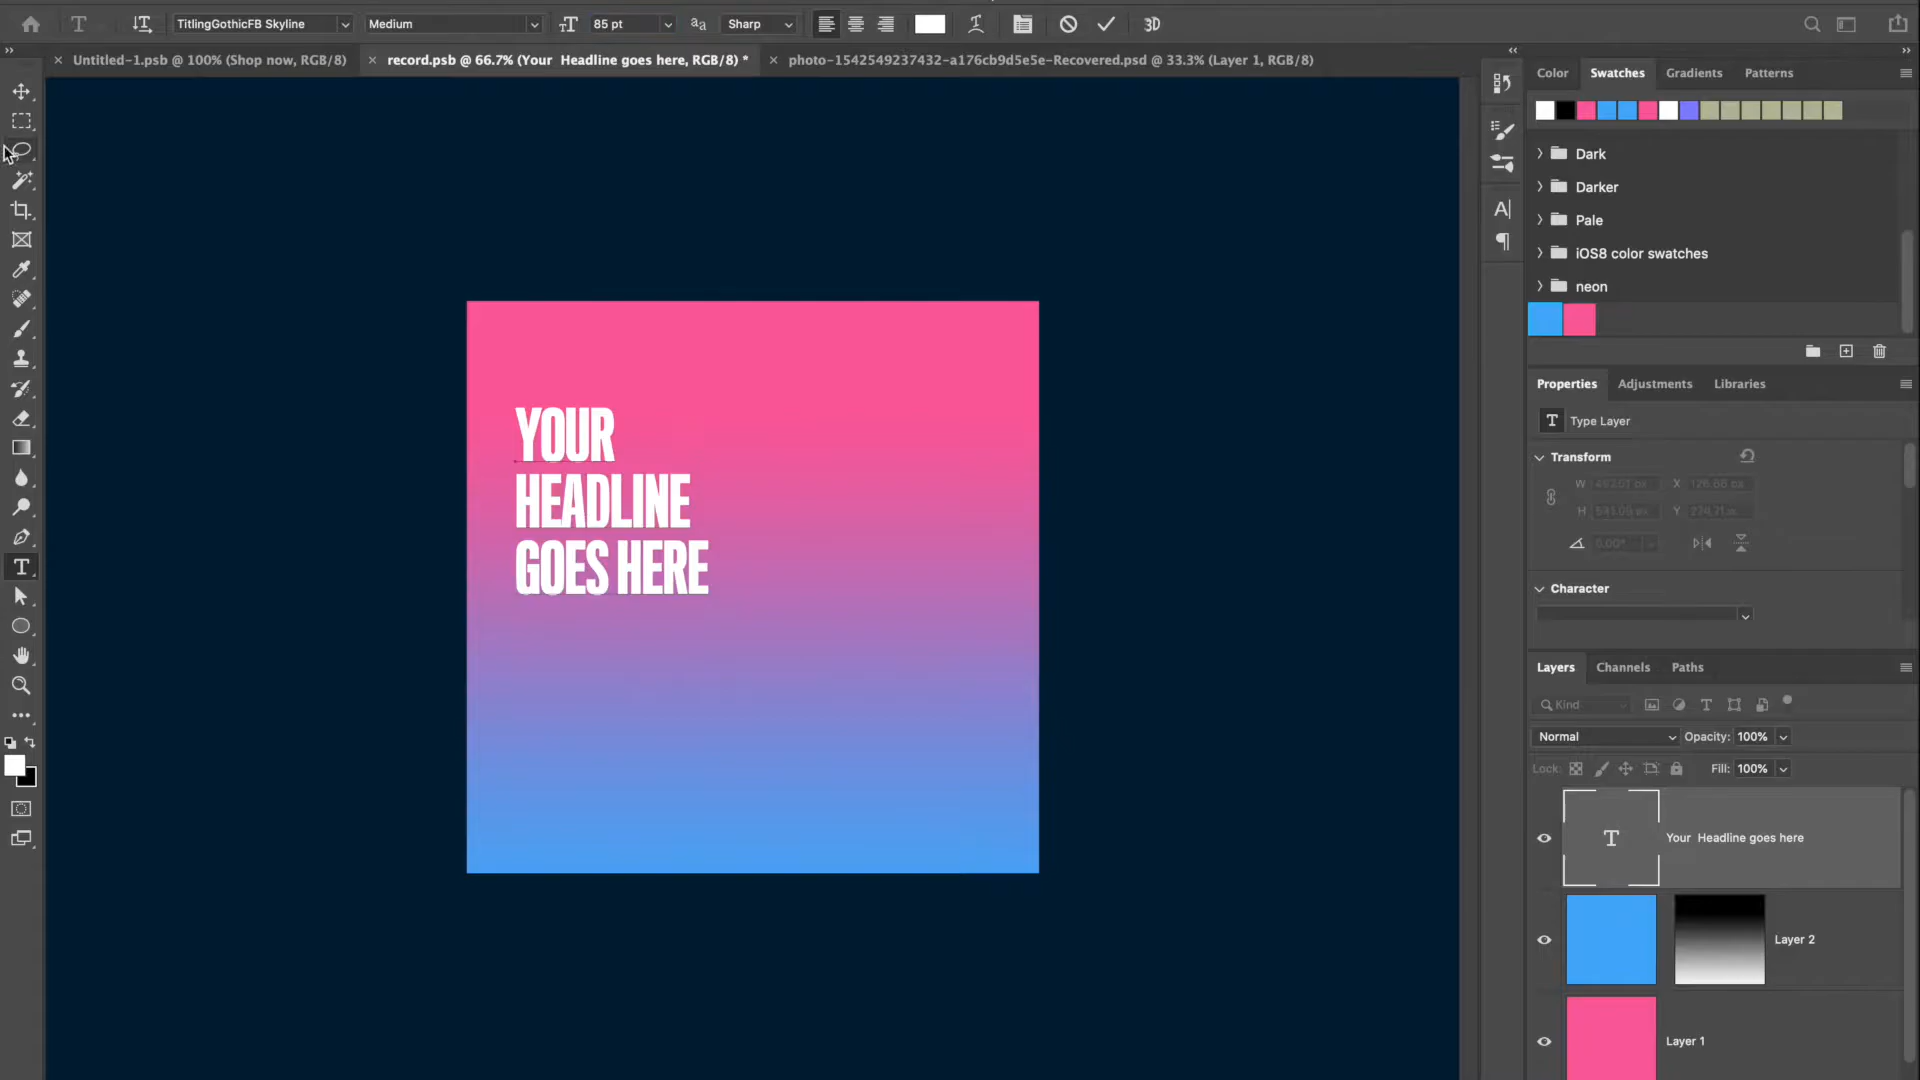 TitlingGothicFB Skyline
Medium
85 pt
Sharp
3D
Untitled-1.psb @ 100% (Shop now, RGB/8)
record.psb @ 66.7% (Your  Headline goes here, RGB/8) *
photo-1542549237432-a176cb9d5e5e-Recovered.psd @ 33.3% (Layer 1, RGB/8)
Color
Swatches
Gradients
Patterns
Dark
Darker
Pale
iOS8 color swatches
neon
YOUR
HEADLINE
GOES HERE
Properties
Adjustments
Libraries
Type Layer
Transform
W
X
H
Y
0.00°
Character
Layers
Channels
Paths
Kind
Normal
Opacity: 100%
Lock:
Fill: 100%
Your  Headline goes here
Layer 2
Layer 1